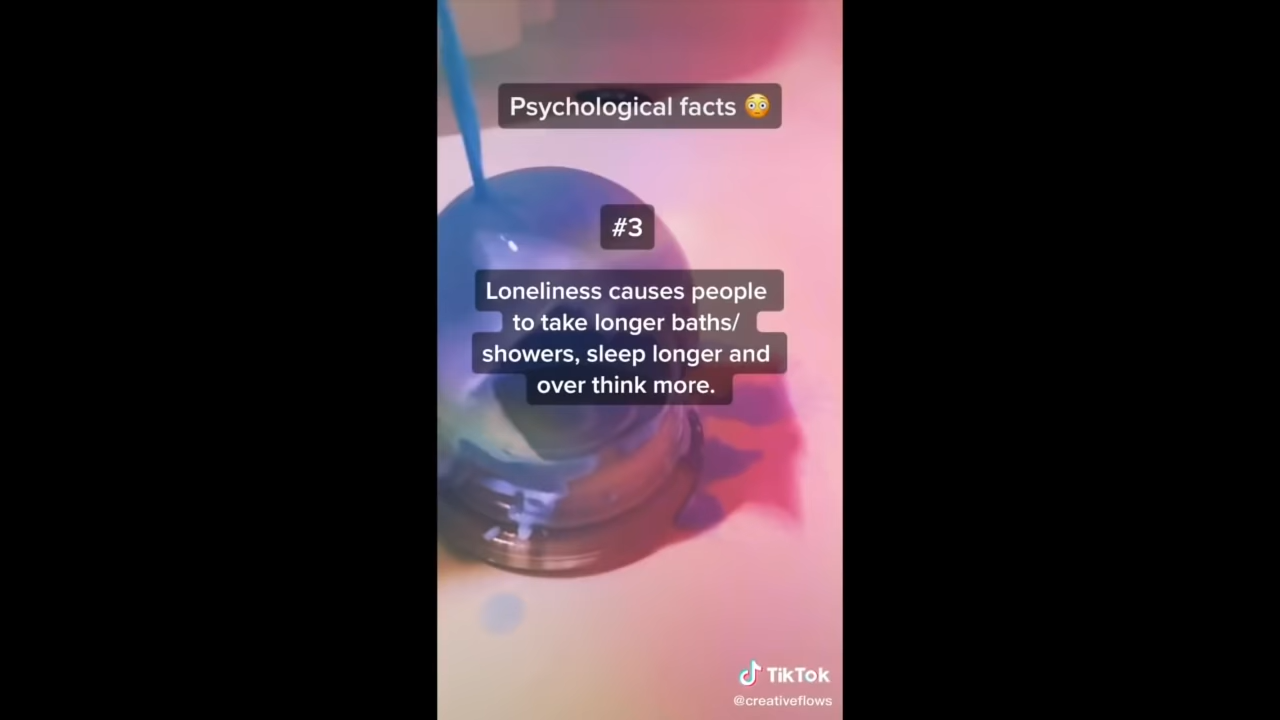 Psychological facts 😳
#3
Loneliness causes people
to take longer baths/
showers, sleep longer and
over think more.
TikTok
@creativeflows